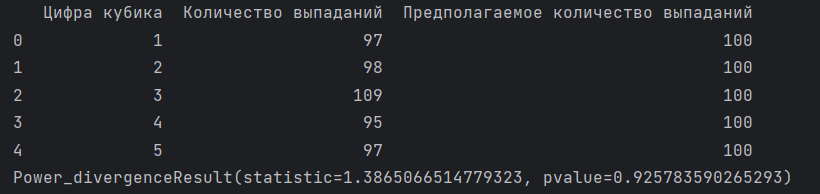 Цифра кубика Количество выпаданий Предполагаемое количество выпаданий
0 1 97 100
1 2 98 100
2 3 109 100
3 4 95 100
4 5 97 100
Power_divergenceResult(statistic=1.3865066514779323, pvalue=0.925783590265293)